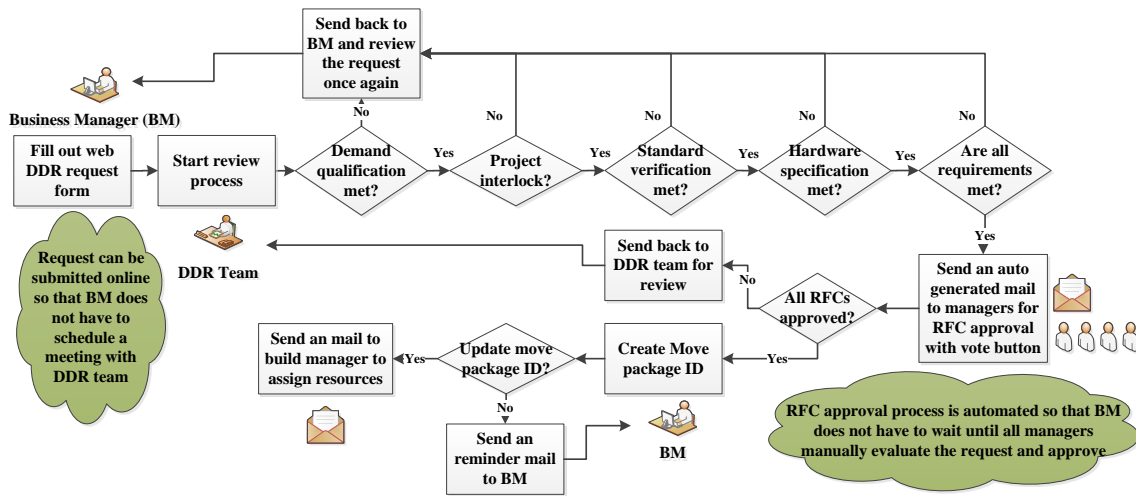 Send back to
BM and review
the request
once again
Business Manager (BM)
No
No
No
No
No
Fill out web
DDR request
form
Start review
process
Demand
qualification
met?
Yes
Project
interlock?
Yes
Standard
verification
met?
Yes
Hardware
specification
met?
Yes
Are all
requirements
met?
Yes
DDR Team
Request can be
submitted online
so that BM does
not have to
schedule a
meeting with
DDR team
Send back to
DDR team for
review
No
All RFCs
approved?
Yes
Send an auto
generated mail
to managers for
RFC approval
with vote button
Send an mail to
build manager to
assign resources
Yes
Update move
package ID?
No
Create Move
package ID
Send an
reminder mail
to BM
BM
RFC approval process is automated so that BM
does not have to wait until all managers
manually evaluate the request and approve